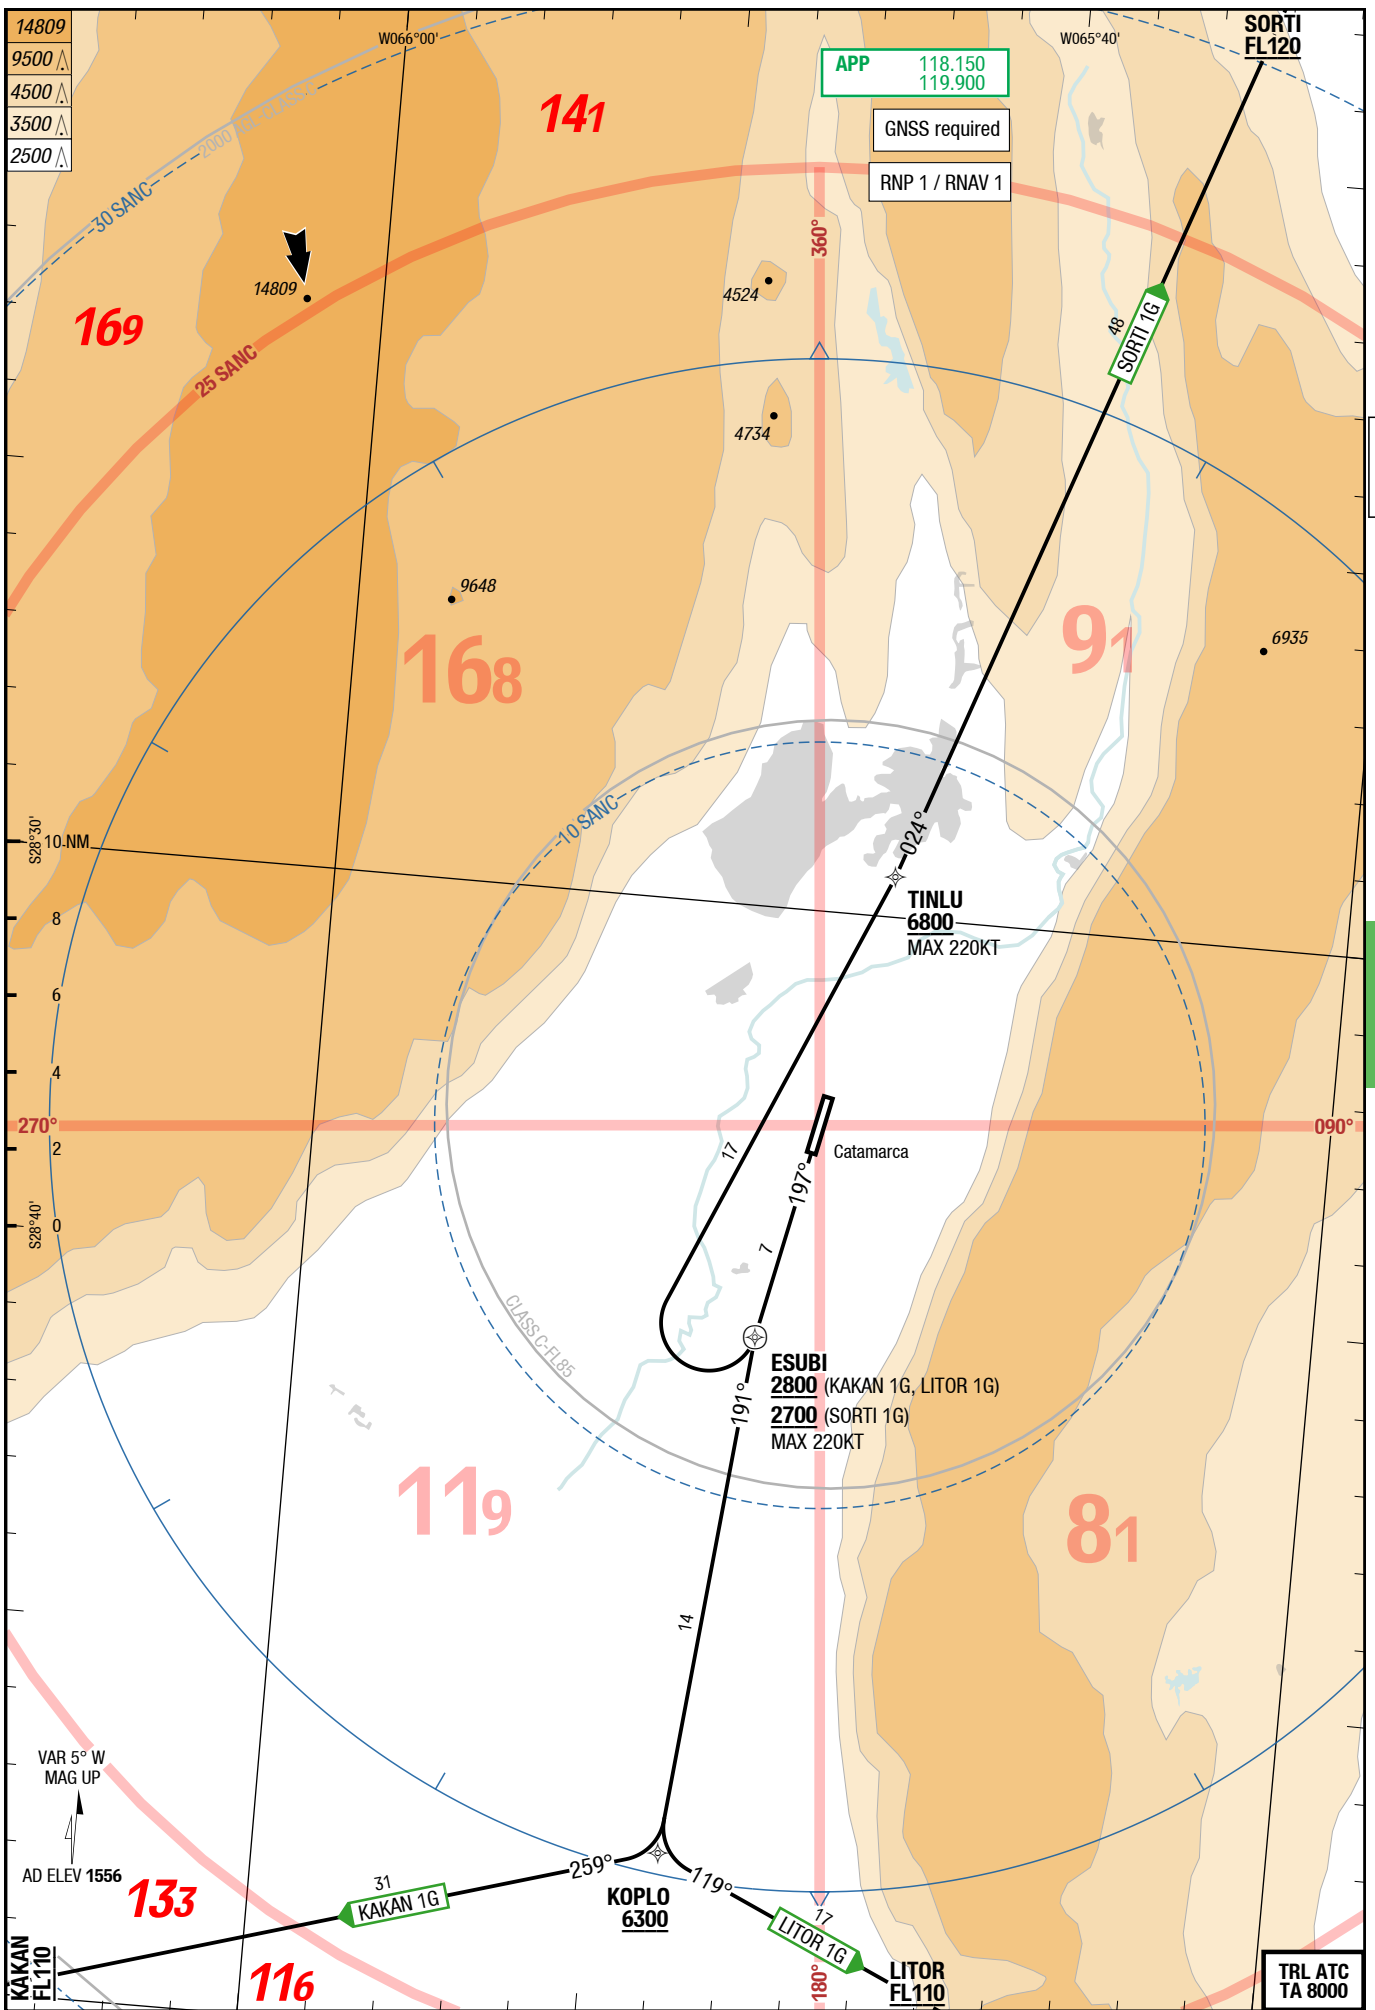 14809
9500
4500
3500
2500
W066°00'
W065°40'
SORTI
FL120
APP 118.150
119.900
GNSS required
RNP 1 / RNAV 1
2000 AGL-CLASS C
30 SANC
141
14809
169
25 SANC
360°
4524
48
SORTI 1G
4734
9648
168
91
6935
10 SANC
S28°30'
10 NM
8
6
4
2
0
024°
TINLU
6800
MAX 220KT
270°
090°
17
Catamarca
197°
7
S28°40'
CLASS C-FL85
ESUBI
2800 (KAKAN 1G, LITOR 1G)
2700 (SORTI 1G)
MAX 220KT
191°
119
81
14
VAR 5° W
MAG UP
AD ELEV 1556
133
31
KAKAN 1G
259°
KOPLO
6300
119°
17
LITOR 1G
KAKAN
FL110
116
180°
LITOR
FL110
TRL ATC
TA 8000